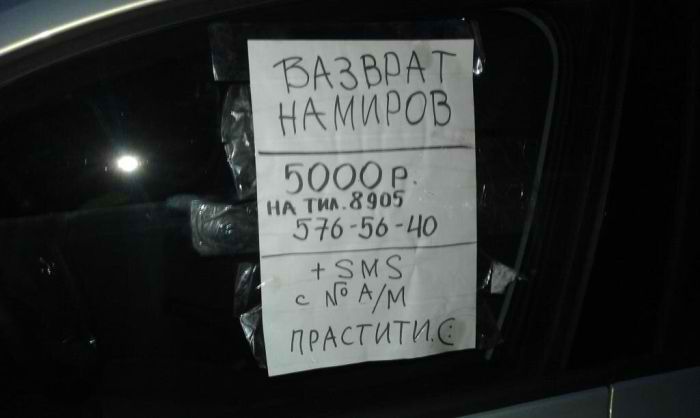 ВАЗВРАТ
НАМИРОВ
5000 Р.
НА ТИЛ. 8905
576-56-40
+ SMS
с № А/М
ПРАСТИТИ. (: